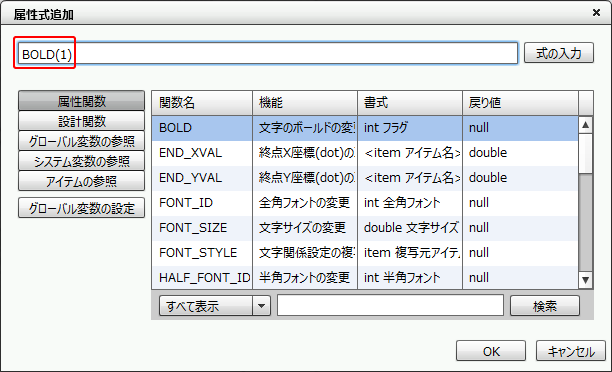 属性式追加
BOLD(1)
式の入力
属性関数
設計関数
グローバル変数の参照
システム変数の参照
アイテムの参照
グローバル変数の設定
関数名 機能 書式 戻り値
BOLD 文字のボールドの変更 int フラグ null
END_XVAL 終点X座標(dot)の <item アイテム名> double
END_YVAL 終点Y座標(dot)の <item アイテム名> double
FONT_ID 全角フォントの変更 int 全角フォント null
FONT_SIZE 文字サイズの変更 double 文字サイズ null
FONT_STYLE 文字関係設定の複写 item 複写元アイテ null
HALF_FONT_ID 半角フォントの変更 int 半角フォント null
すべて表示 検索
OK キャンセル